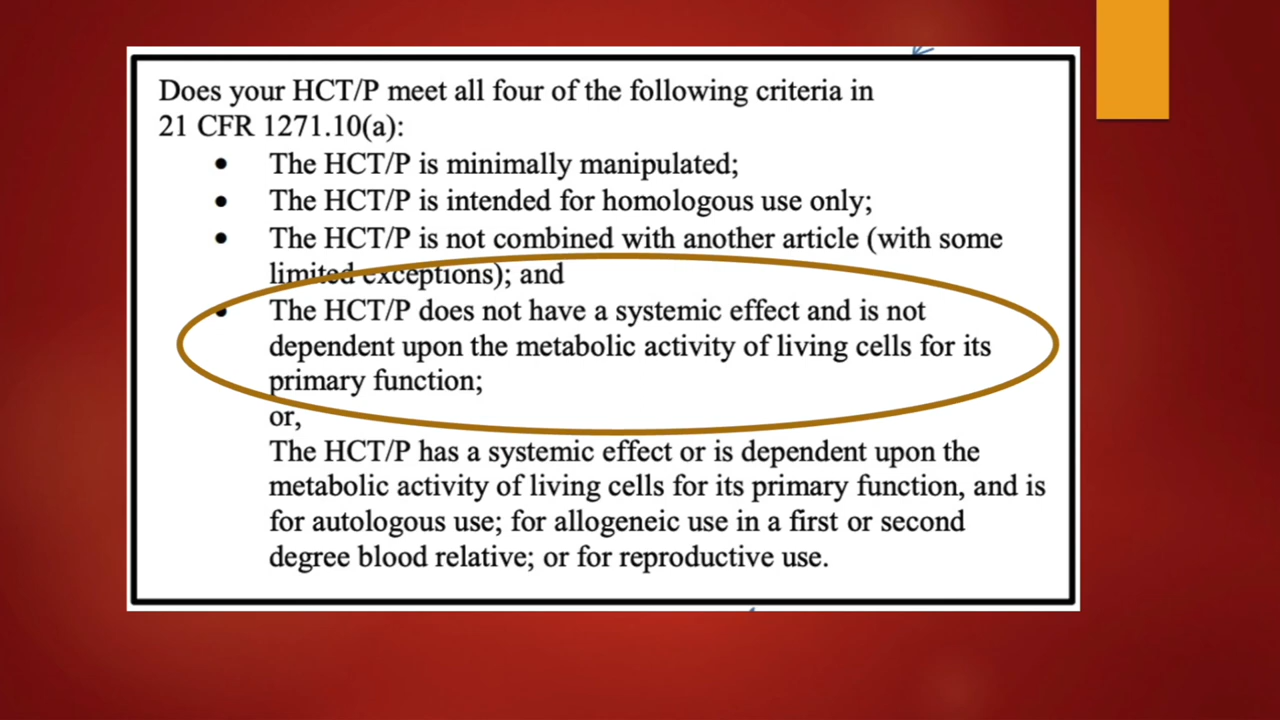 Does your HCT/P meet all four of the following criteria in
21 CFR 1271.10(a):
• The HCT/P is minimally manipulated;
• The HCT/P is intended for homologous use only;
• The HCT/P is not combined with another article (with some
limited exceptions); and
• The HCT/P does not have a systemic effect and is not
dependent upon the metabolic activity of living cells for its
primary function;
or,
The HCT/P has a systemic effect or is dependent upon the
metabolic activity of living cells for its primary function, and is
for autologous use; for allogeneic use in a first or second
degree blood relative; or for reproductive use.